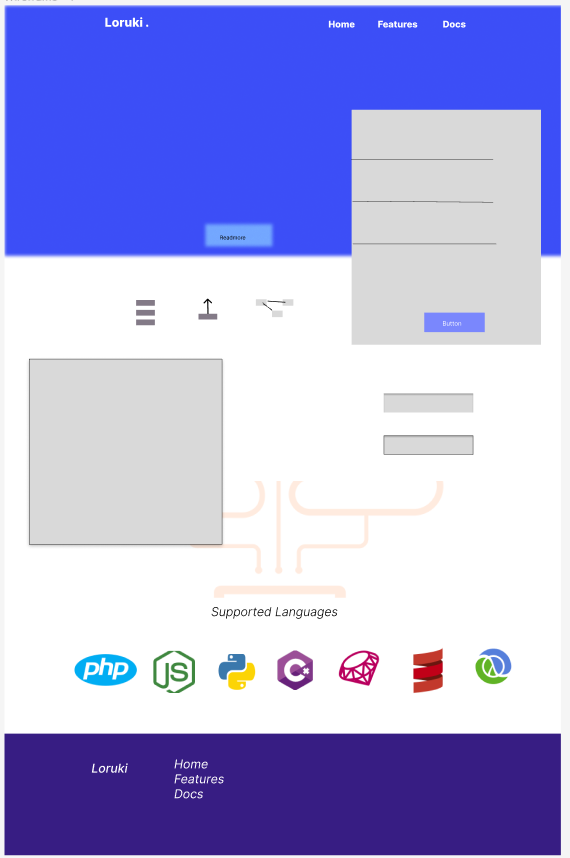 Loruki .
Home Features Docs
Readmore
Button
Supported Languages
php
JS
C
Loruki
Home
Features
Docs